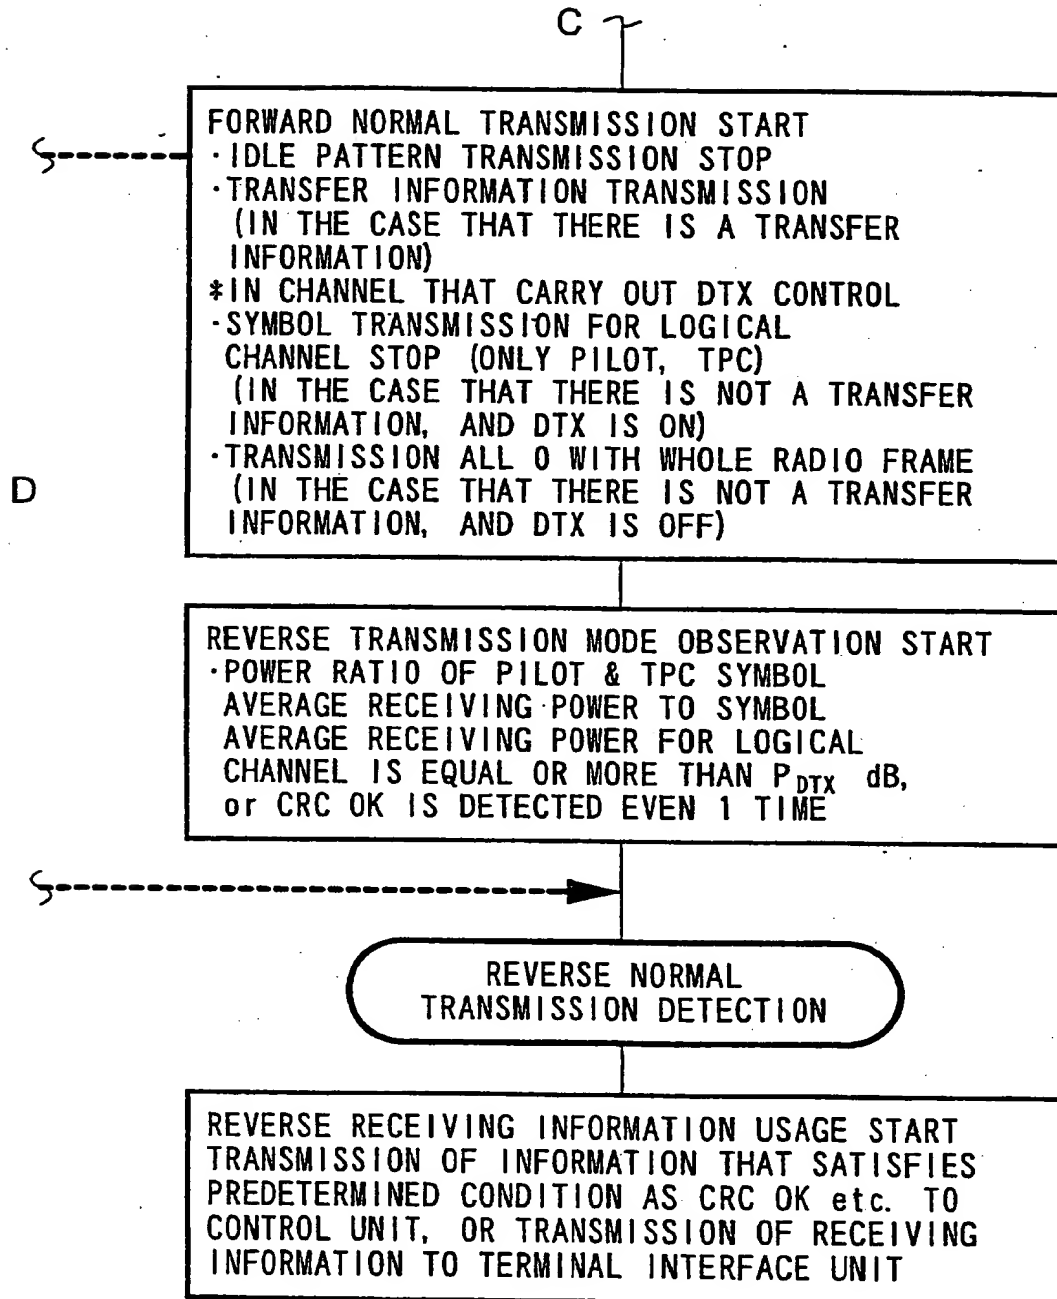 C
FORWARD NORMAL TRANSMISSION START
·IDLE PATTERN TRANSMISSION STOP
·TRANSFER INFORMATION TRANSMISSION
(IN THE CASE THAT THERE IS A TRANSFER
INFORMATION)
*IN CHANNEL THAT CARRY OUT DTX CONTROL
·SYMBOL TRANSMISSION FOR LOGICAL
CHANNEL STOP (ONLY PILOT, TPC)
(IN THE CASE THAT THERE IS NOT A TRANSFER
INFORMATION, AND DTX IS ON)
·TRANSMISSION ALL 0 WITH WHOLE RADIO FRAME
(IN THE CASE THAT THERE IS NOT A TRANSFER
INFORMATION, AND DTX IS OFF)
D
REVERSE TRANSMISSION MODE OBSERVATION START
·POWER RATIO OF PILOT & TPC SYMBOL
AVERAGE RECEIVING POWER TO SYMBOL
AVERAGE RECEIVING POWER FOR LOGICAL
CHANNEL IS EQUAL OR MORE THAN PDTX dB,
or CRC OK IS DETECTED EVEN 1 TIME
REVERSE NORMAL
TRANSMISSION DETECTION
REVERSE RECEIVING INFORMATION USAGE START
TRANSMISSION OF INFORMATION THAT SATISFIES
PREDETERMINED CONDITION AS CRC OK etc. TO
CONTROL UNIT, OR TRANSMISSION OF RECEIVING
INFORMATION TO TERMINAL INTERFACE UNIT